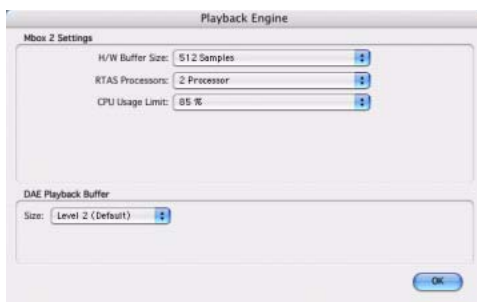 Playback Engine
Mbox 2 Settings
H/W Buffer Size: 512 Samples
RTAS Processors: 2 Processor
CPU Usage Limit: 85 %
DAE Playback Buffer
Size: Level 2 (Default)
OK